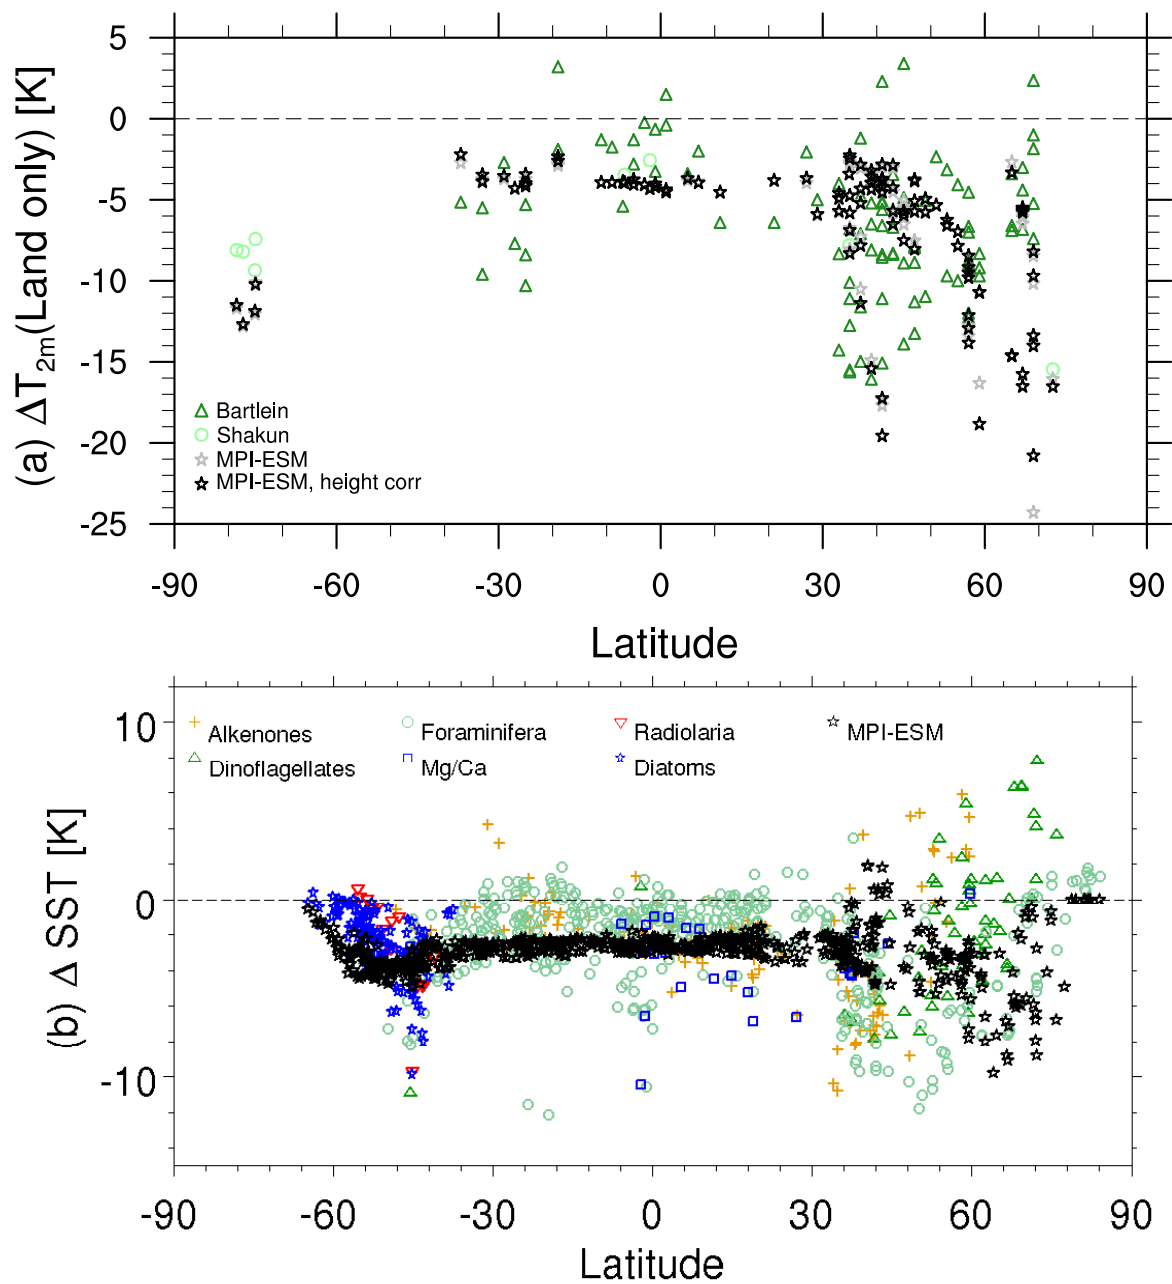 (a) ΔT2m(Land only) [K]
5
0
-5
-10
-15
-20
-25
Bartlein
Shakun
MPI-ESM
MPI-ESM, height corr
-90 -60 -30 0 30 60 90
Latitude
(b) Δ SST [K]
10
0
-10
Alkenones Foraminifera Radiolaria MPI-ESM
Dinoflagellates Mg/Ca Diatoms
-90 -60 -30 0 30 60 90
Latitude